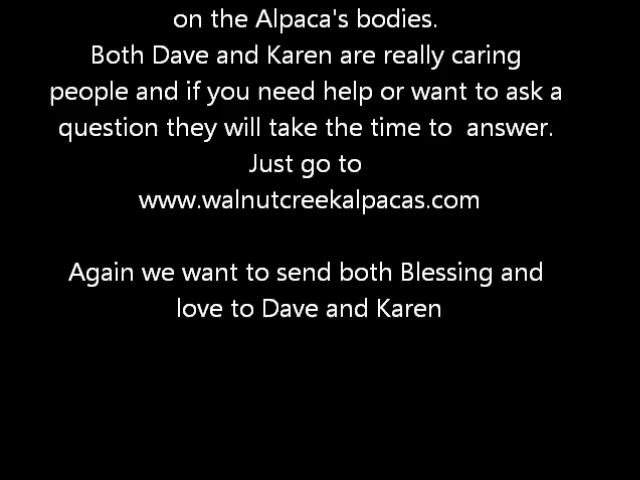 on the Alpaca's bodies.
Both Dave and Karen are really caring
people and if you need help or want to ask a
question they will take the time to  answer.
Just go to
www.walnutcreekalpacas.com
Again we want to send both Blessing and
love to Dave and Karen